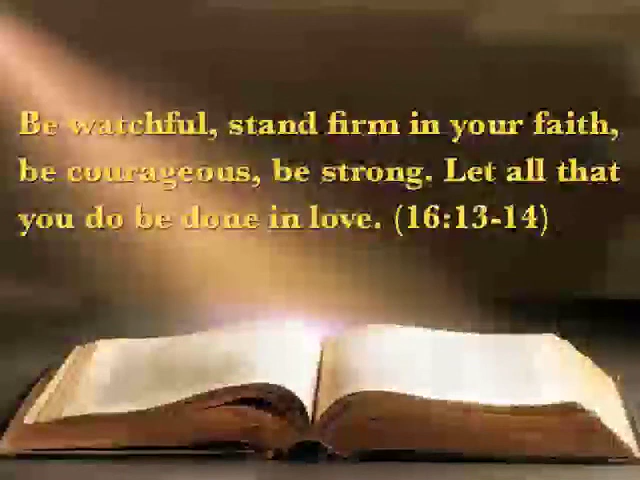 Be watchful, stand firm in your faith,
be courageous, be strong. Let all that
you do be done in love. (16:13-14)